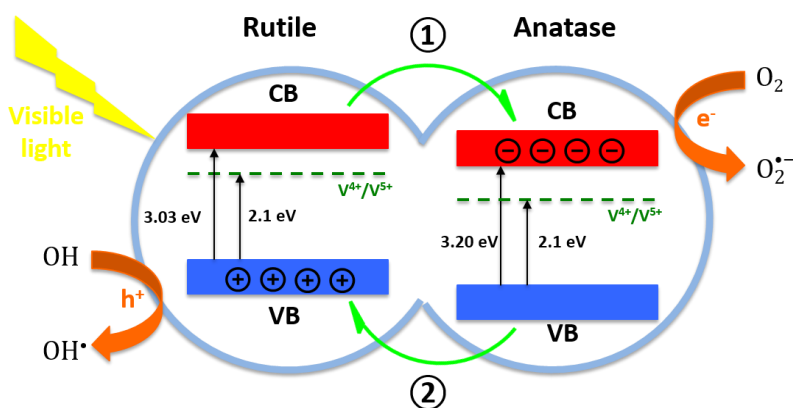 Rutile
①
Anatase
Visible
light
CB
CB
O₂
e⁻
O₂•⁻
V⁴⁺/V⁵⁺
V⁴⁺/V⁵⁺
3.03 eV
2.1 eV
3.20 eV
2.1 eV
OH
h⁺
OH•
VB
VB
②